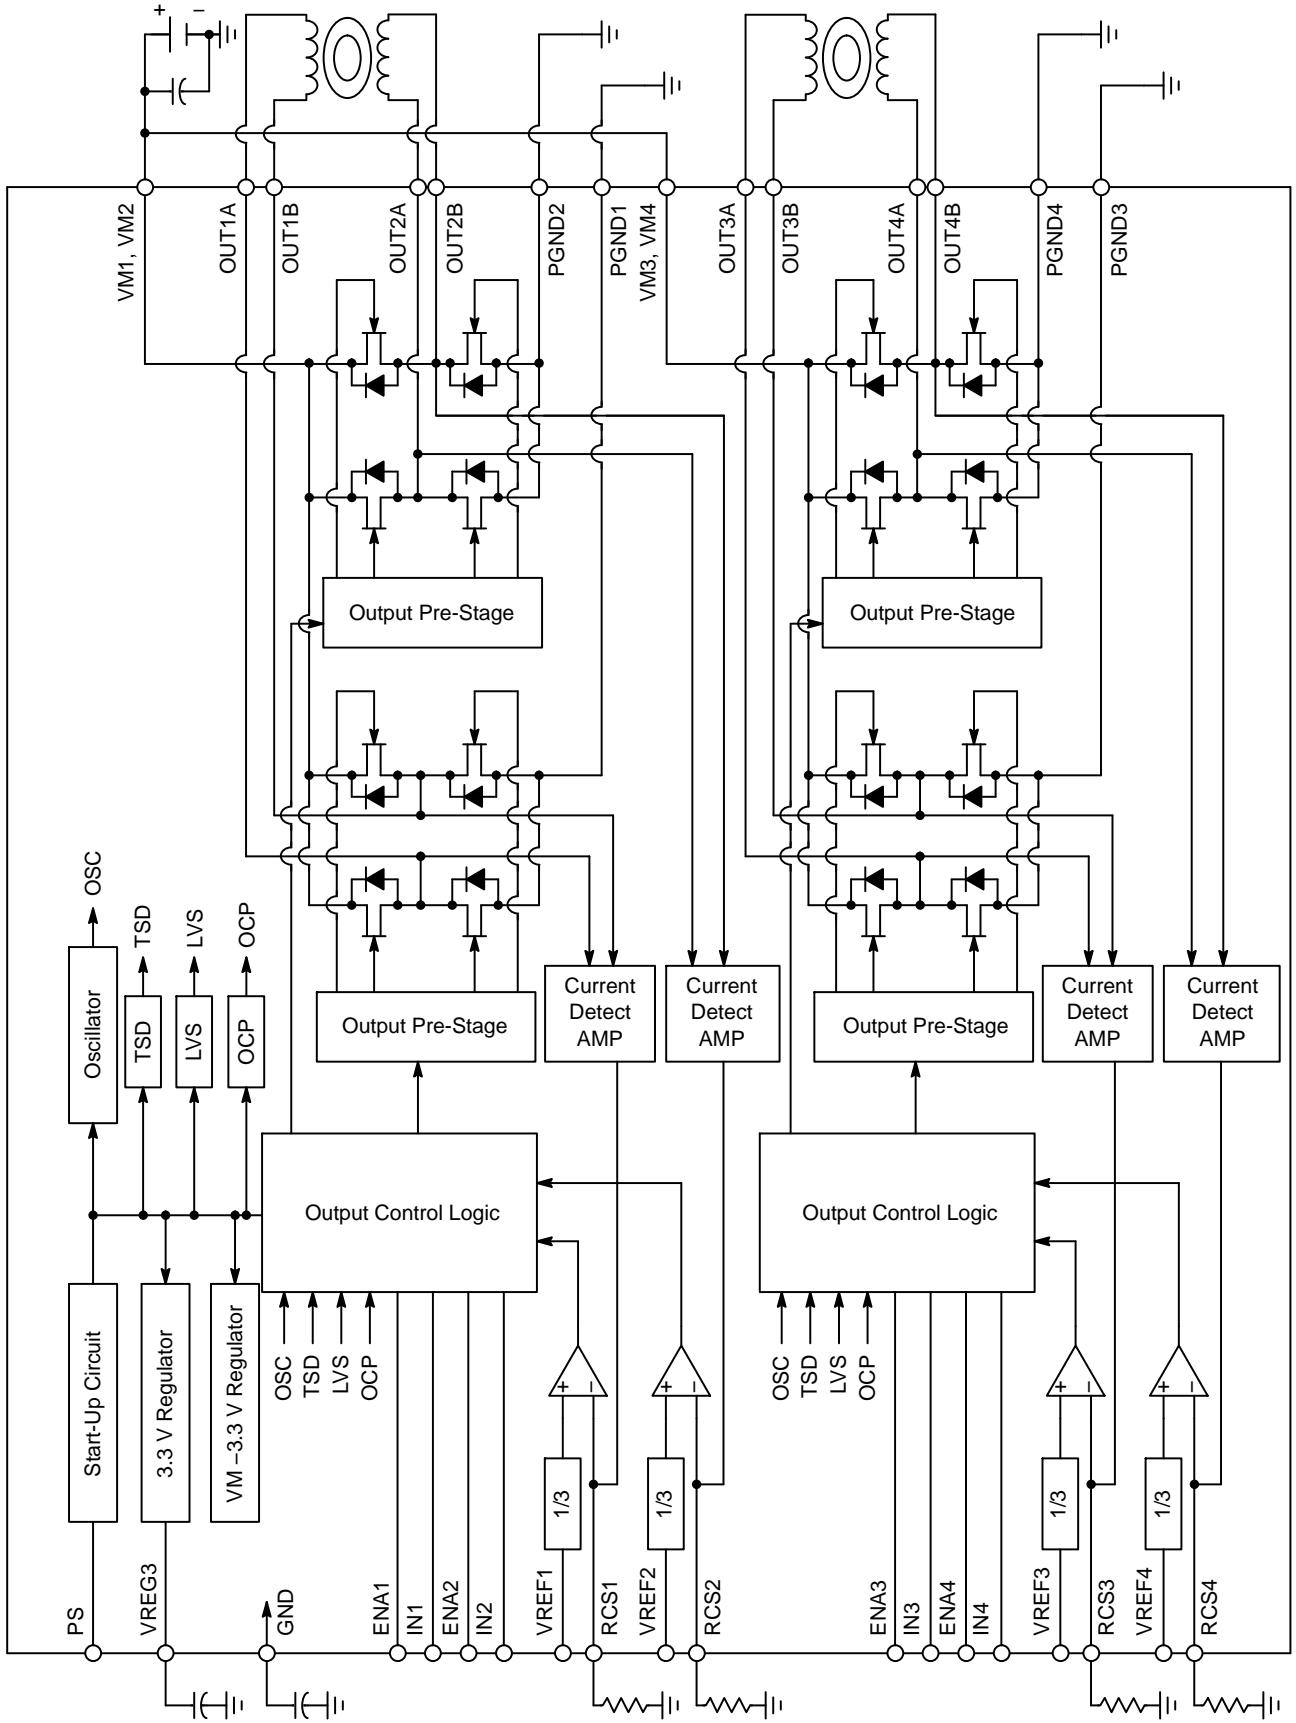 +
–
VM1, VM2
OUT1A
OUT1B
OUT2A
OUT2B
PGND2
PGND1
VM3, VM4
OUT3A
OUT3B
OUT4A
OUT4B
PGND4
PGND3
Output Pre-Stage
Output Pre-Stage
OSC
TSD
LVS
OCP
Oscillator
TSD
LVS
OCP
Output Pre-Stage
Current
Detect
AMP
Current
Detect
AMP
Output Pre-Stage
Current
Detect
AMP
Current
Detect
AMP
Output Control Logic
Output Control Logic
Start-Up Circuit
3.3 V Regulator
VM –3.3 V Regulator
OSC
TSD
LVS
OCP
+
–
+
–
OSC
TSD
LVS
OCP
+
–
+
–
1/3
1/3
1/3
1/3
PS
VREG3
GND
ENA1
IN1
ENA2
IN2
VREF1
RCS1
VREF2
RCS2
ENA3
IN3
ENA4
IN4
VREF3
RCS3
VREF4
RCS4